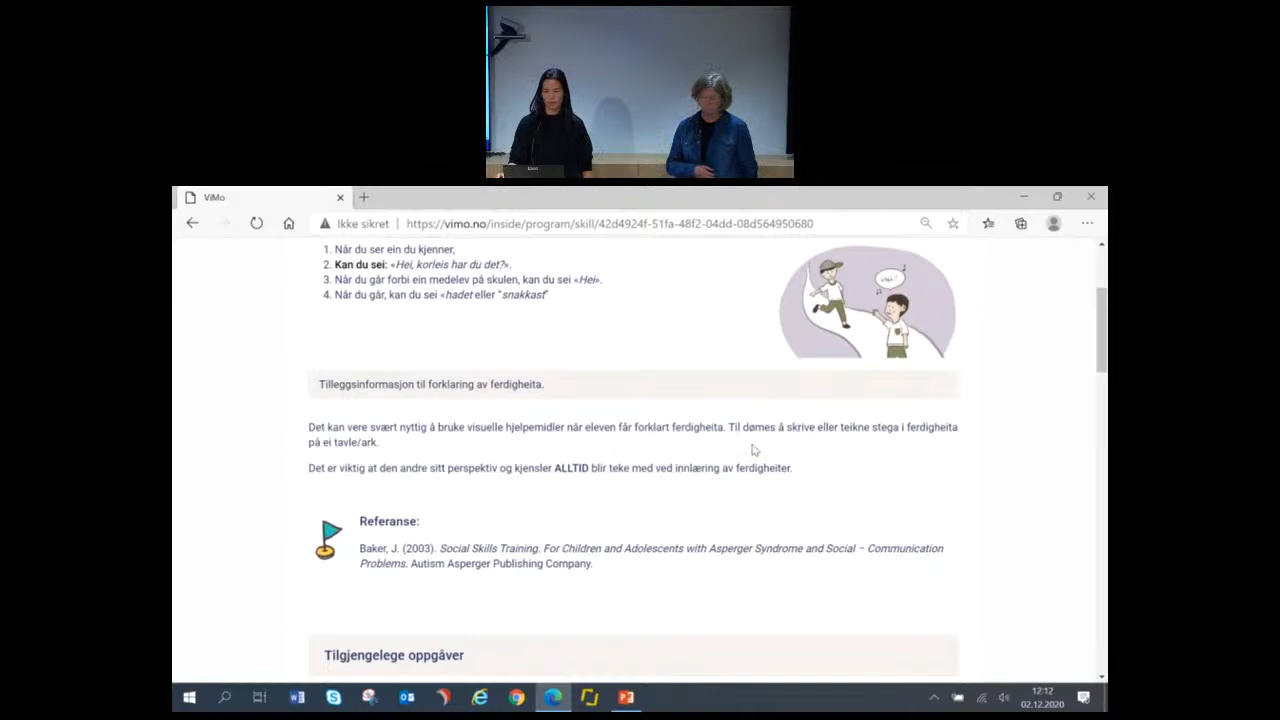 ViMo
Ikke sikret
https://vimo.no/inside/program/skill/42d4924f-51fa-48f2-04dd-08d564950680
1. Når du ser ein du kjenner,
2. Kan du sei: «Hei, korleis har du det?».
3. Når du går forbi ein medelev på skulen, kan du sei «Hei».
4. Når du går, kan du sei «hadet eller "snakkast"
Tilleggsinformasjon til forklaring av ferdigheita.
Det kan vere svært nyttig å bruke visuelle hjelpemidler når eleven får forklart ferdigheita. Til dømes å skrive eller teikne stega i ferdigheita
på ei tavle/ark.
Det er viktig at den andre sitt perspektiv og kjensler ALLTID blir teke med ved innlæring av ferdigheiter.
Referanse:
Baker, J. (2003). Social Skills Training. For Children and Adolescents with Asperger Syndrome and Social – Communication
Problems. Autism Asperger Publishing Company.
Tilgjengelege oppgåver
12:12
02.12.2020